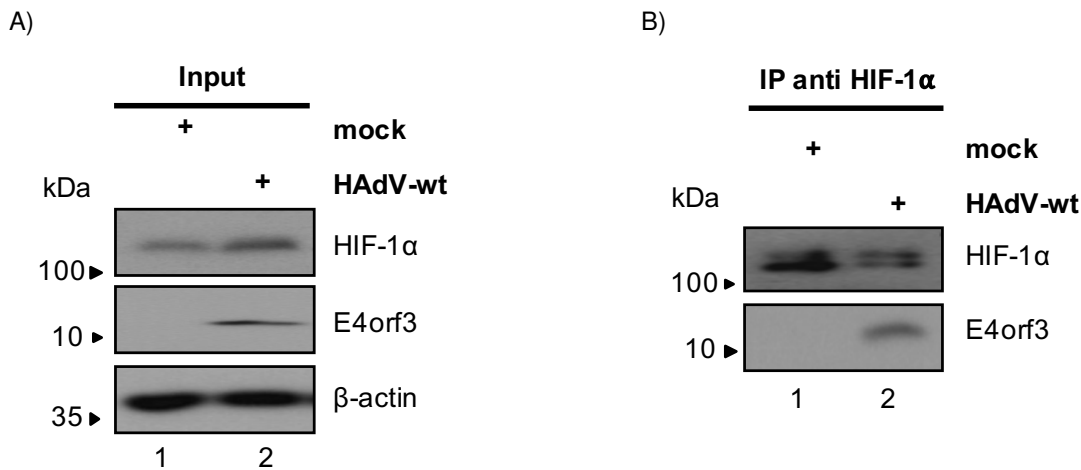 A)
Input
+ mock
kDa + HAdV-wt
HIF-1α
100
E4orf3
10
β-actin
35
1 2
B)
IP anti HIF-1α
+ mock
kDa + HAdV-wt
HIF-1α
100
E4orf3
10
1 2